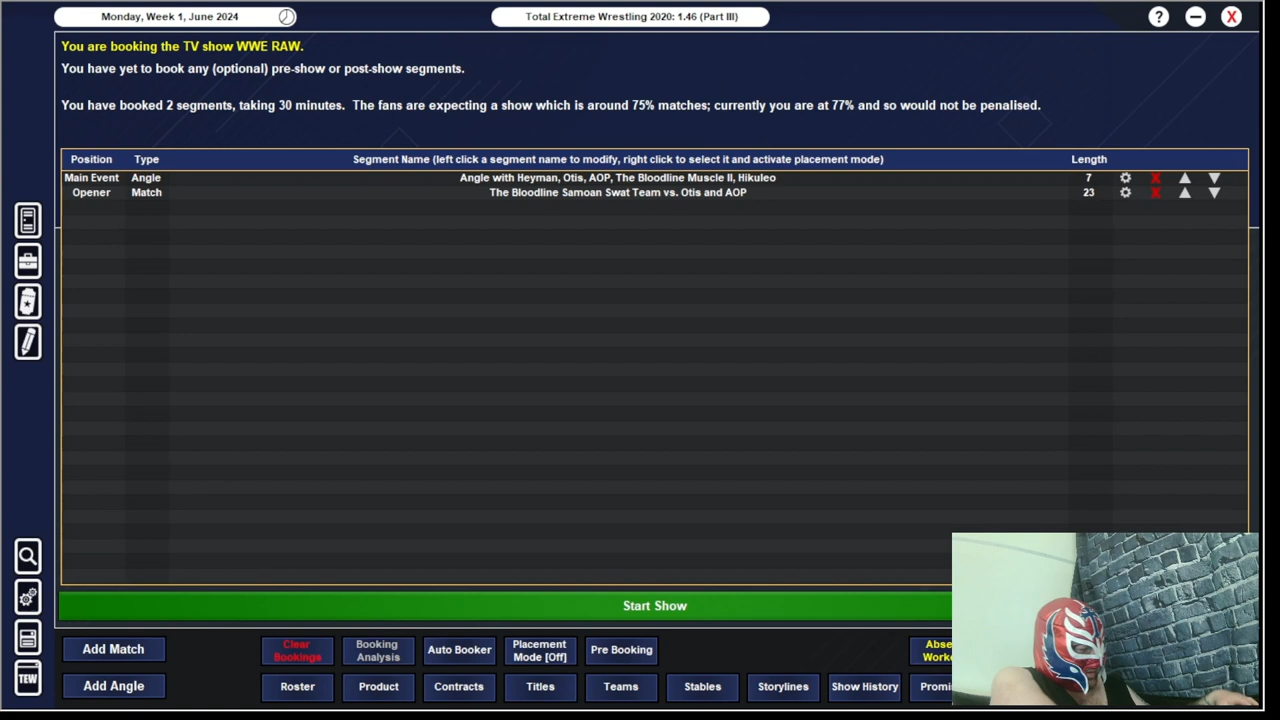 Monday, Week 1, June 2024
Total Extreme Wrestling 2020: 1.46 (Part III)
?
X
You are booking the TV show WWE RAW.
You have yet to book any (optional) pre-show or post-show segments.
You have booked 2 segments, taking 30 minutes. The fans are expecting a show which is around 75% matches; currently you are at 77% and so would not be penalised.
Position Type Segment Name (left click a segment name to modify, right click to select it and activate placement mode) Length
Main Event Angle Angle with Heyman, Otis, AOP, The Bloodline Muscle II, Hikuleo 7 X
Opener Match The Bloodline Samoan Swat Team vs. Otis and AOP 23 X
Start Show
Add Match
Clear Bookings
Booking Analysis
Auto Booker
Placement Mode [Off]
Pre Booking
Add Angle
Roster
Product
Contracts
Titles
Teams
Stables
Storylines
Show History
TEW